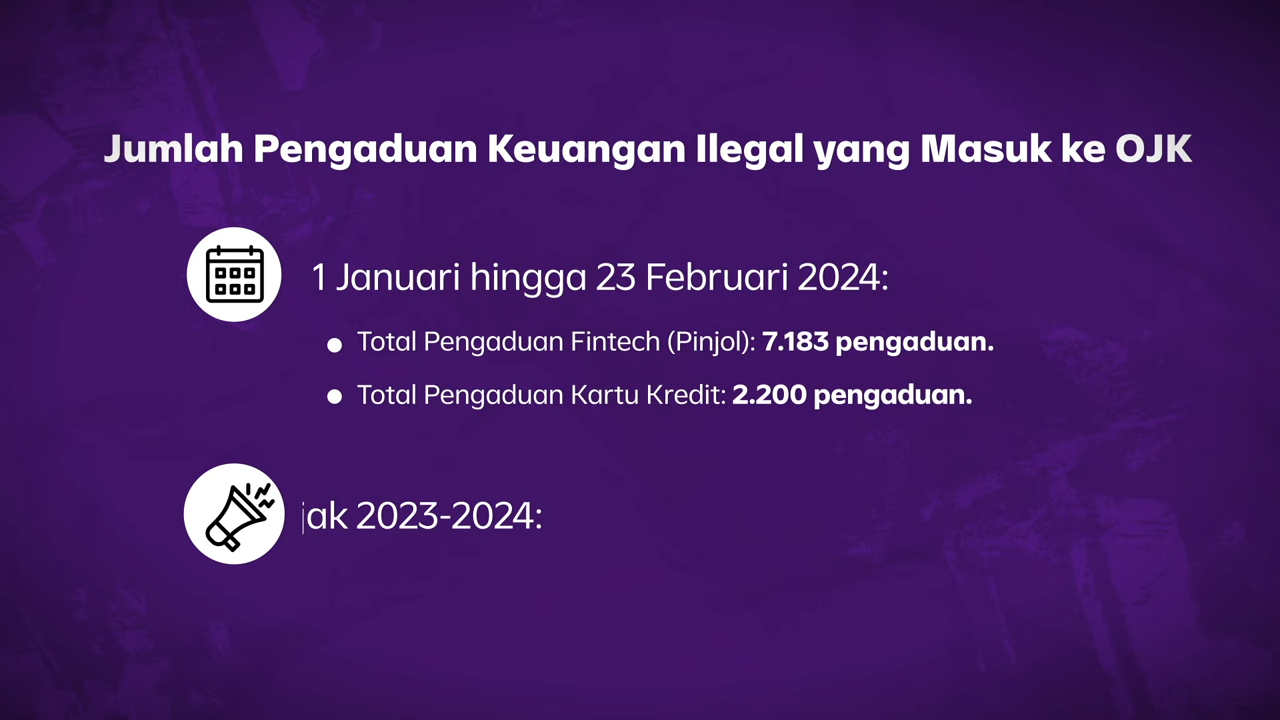 Jumlah Pengaduan Keuangan Ilegal yang Masuk ke OJK
1 Januari hingga 23 Februari 2024:
Total Pengaduan Fintech (Pinjol): 7.183 pengaduan.
Total Pengaduan Kartu Kredit: 2.200 pengaduan.
jak 2023-2024: